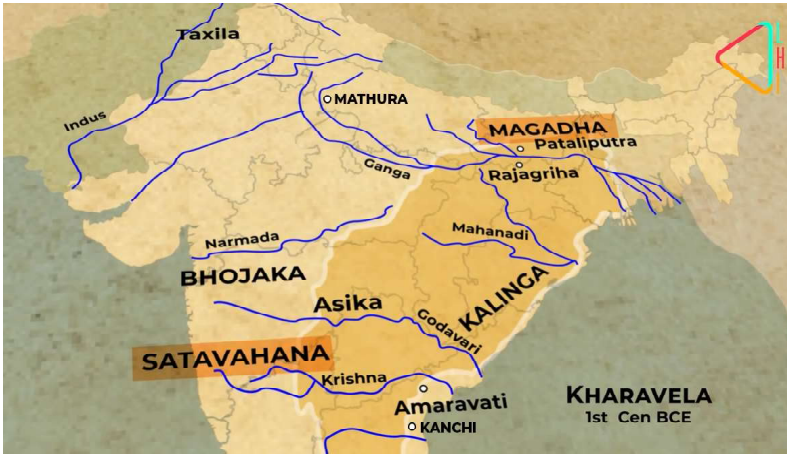 Taxila
Indus
MATHURA
MAGADHA
Pataliputra
Ganga
Rajagriha
Narmada
Mahanadi
BHOJAKA
KALINGA
Asika
Godavari
SATAVAHANA
Krishna
Amaravati
KANCHI
KHARAVELA
1st Cen BCE
H